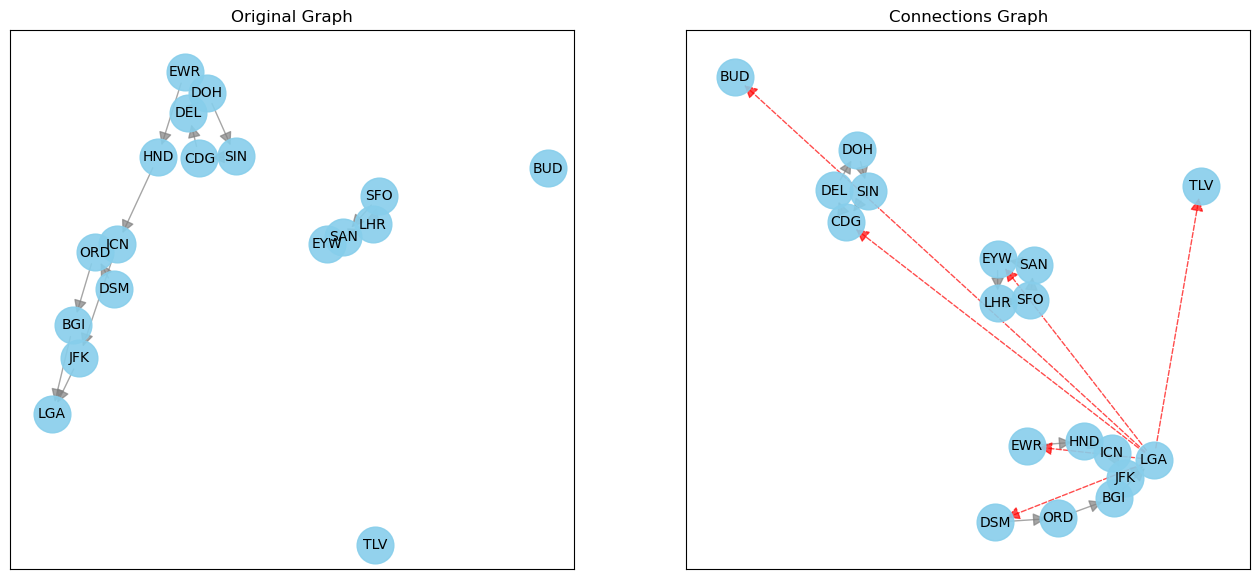 Original Graph
EWR
DOH
DEL
HND
CDG
SIN
BUD
SFO
LHR
SAN
EYW
ICN
ORD
DSM
BGI
JFK
LGA
TLV
Connections Graph
BUD
DOH
DEL
SIN
TLV
CDG
EYW
SAN
LHR
SFO
EWR
HND
ICN
LGA
JFK
BGI
ORD
DSM